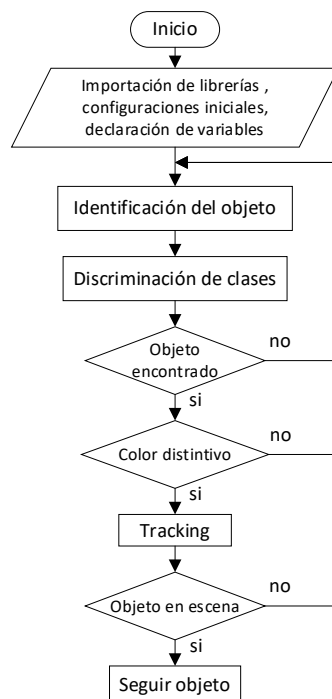 Inicio
Importación de librerías ,
configuraciones iniciales,
declaración de variables
Identificación del objeto
Discriminación de clases
Objeto
encontrado
no
si
Color distintivo
no
si
Tracking
Objeto en escena
no
si
Seguir objeto